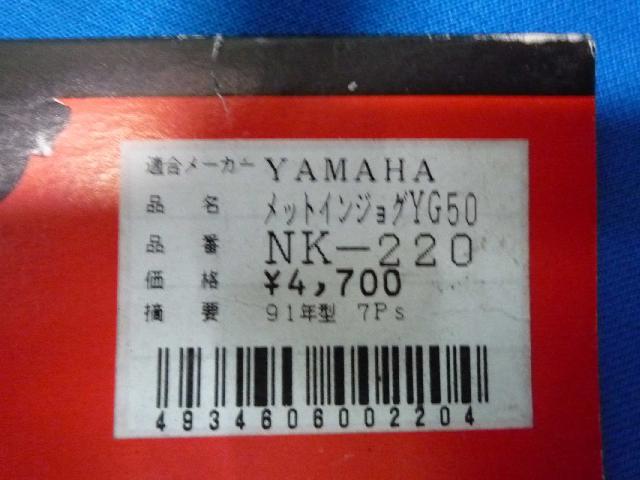 適合メーカー YAMAHA
品名 メットインジョグYG50
品番 NK-220
価格 ¥4,700
摘要 91年型 7Ps
4934606002204